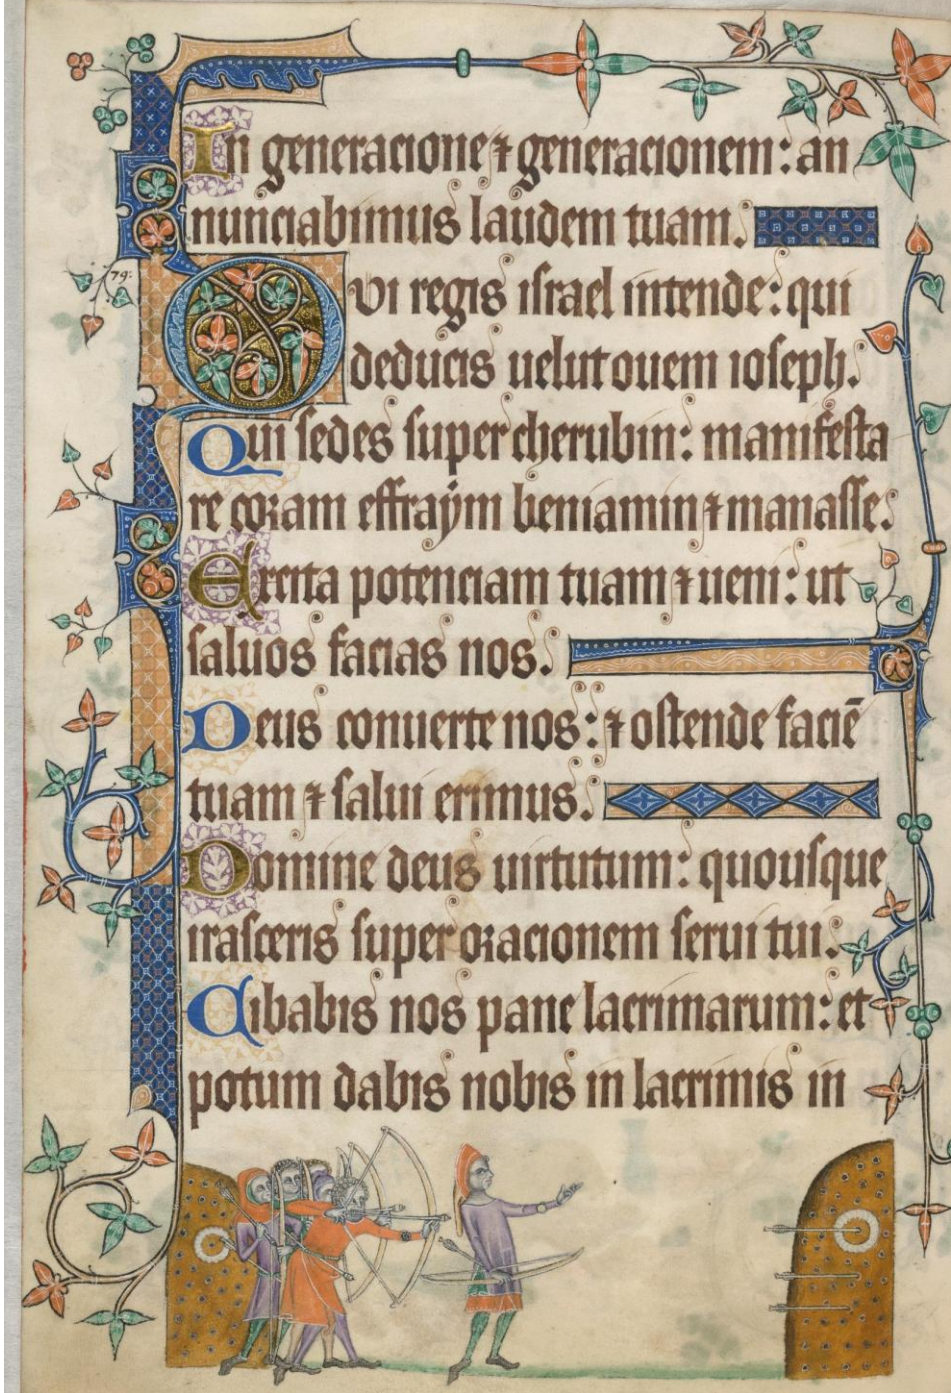 In generacione ⁊ generacionem: an
nunciabimus laudem tuam.
79:
Qui regis israel intende: qui
deducis uelut ouem ioseph.
Qui sedes super cherubin: manifesta
re coram effraym beniamin ⁊ manasse.
Excita potenciam tuam ⁊ ueni: ut
saluos facias nos.
Deus conuerte nos: ⁊ ostende faciē
tuam ⁊ salui erimus.
Domine deus uirtutum: quousque
irasceris super oracionem serui tui.
Cibabis nos pane lacrimarum: et
potum dabis nobis in lacrimis in